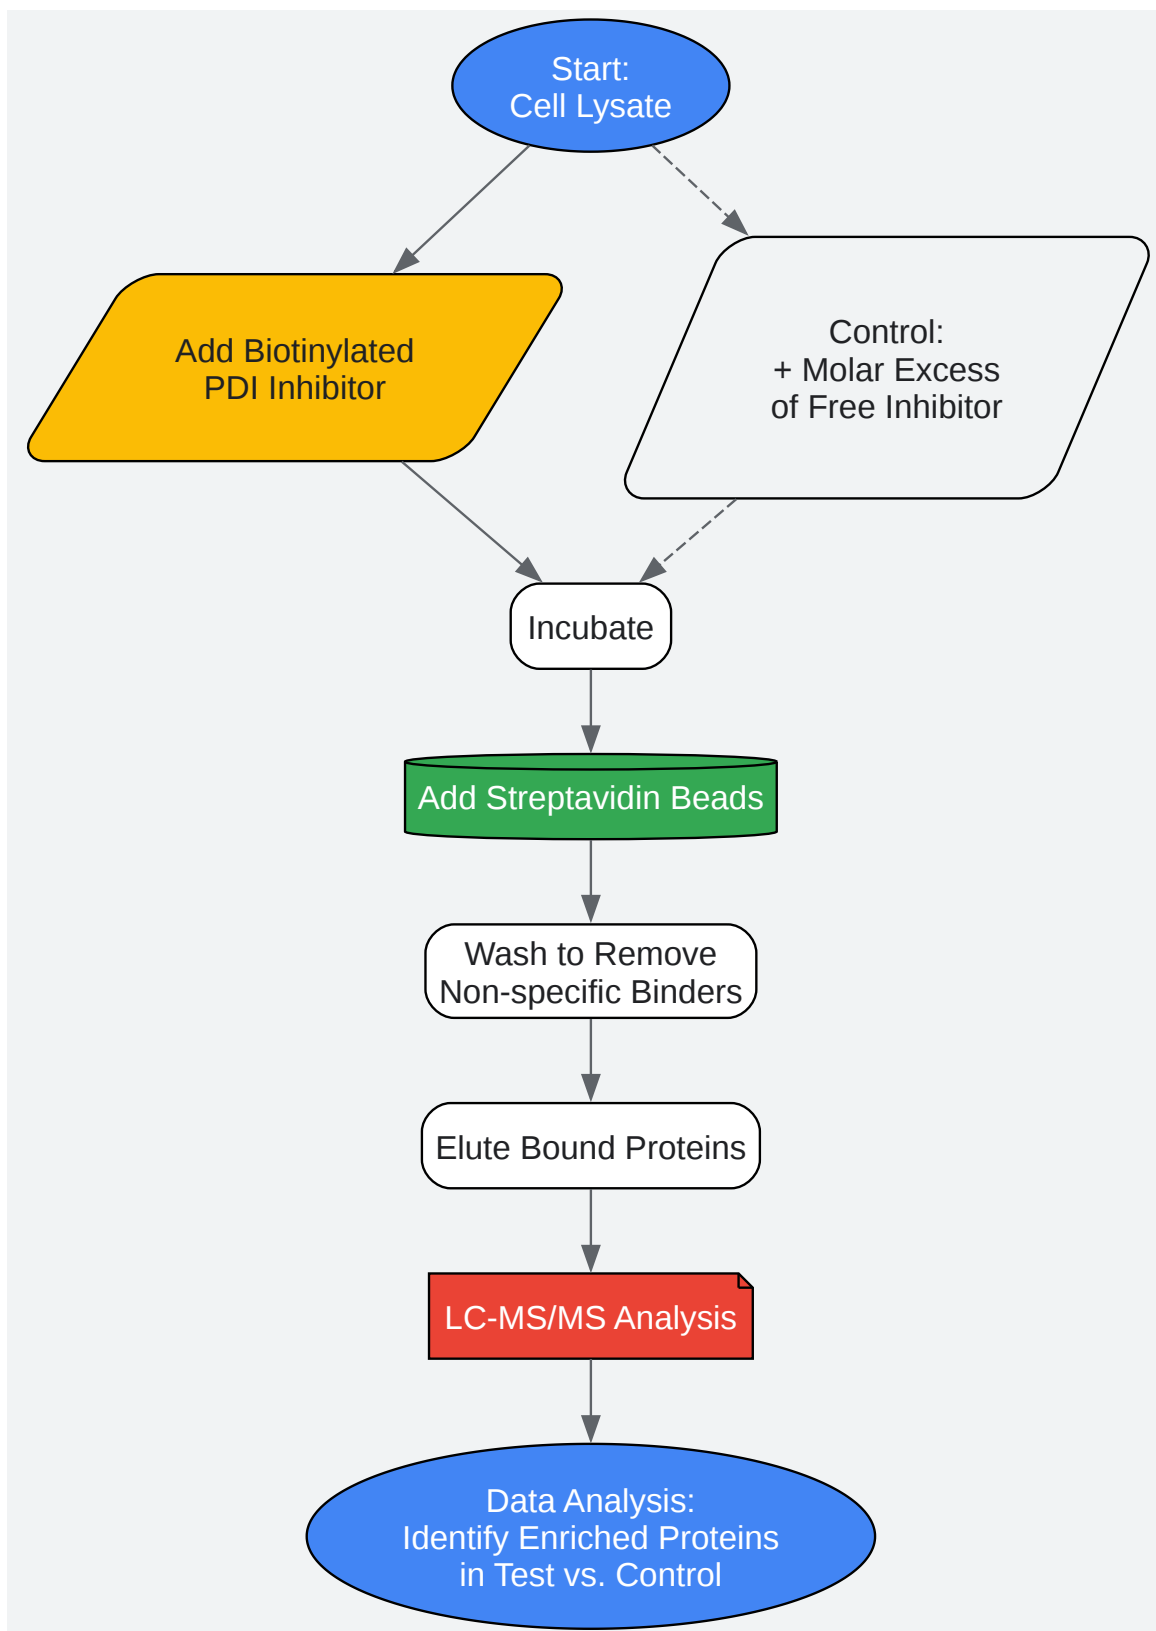 Start:
Cell Lysate
Add Biotinylated
PDI Inhibitor
Control:
+ Molar Excess
of Free Inhibitor
Incubate
Add Streptavidin Beads
Wash to Remove
Non-specific Binders
Elute Bound Proteins
LC-MS/MS Analysis
Data Analysis:
Identify Enriched Proteins
in Test vs. Control